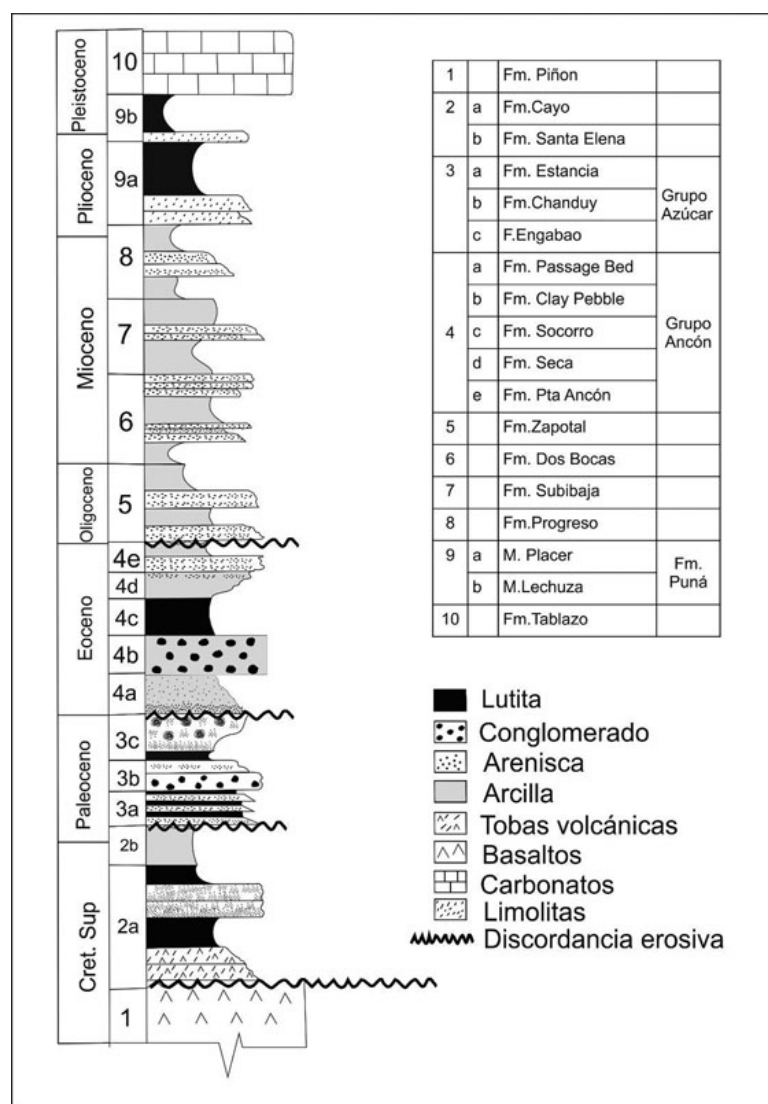 Pleistoceno
Plioceno
Mioceno
Oligoceno
Eoceno
Paleoceno
Cret. Sup
10
9b
9a
8
7
6
5
4e
4d
4c
4b
4a
3c
3b
3a
2b
2a
1
1 Fm. Piñon
2 a Fm.Cayo
b Fm. Santa Elena
3 a Fm. Estancia
b Fm.Chanduy
c F.Engabao
Grupo
Azúcar
4 a Fm. Passage Bed
b Fm. Clay Pebble
c Fm. Socorro
d Fm. Seca
e Fm. Pta Ancón
Grupo
Ancón
5 Fm.Zapotal
6 Fm. Dos Bocas
7 Fm. Subibaja
8 Fm.Progreso
9 a M. Placer
b M.Lechuza
Fm.
Puná
10 Fm.Tablazo
Lutita
Conglomerado
Arenisca
Arcilla
Tobas volcánicas
Basaltos
Carbonatos
Limolitas
Discordancia erosiva